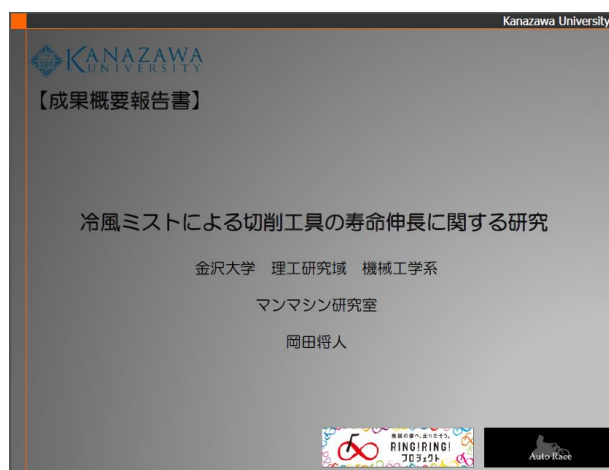 Kanazawa University
KANAZAWA
UNIVERSITY
【成果概要報告書】
冷風ミストによる切削工具の寿命伸長に関する研究
金沢大学 理工研究域 機械工学系
マンマシン研究室
岡田将人
RING!RING!
プロジェクト
Auto Race